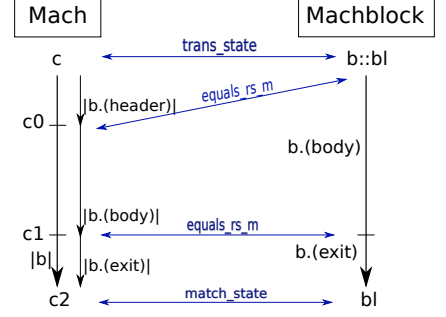 Mach
Machblock
c
trans_state
b::bl
|b.(header)|
equals_rs_m
c0
b.(body)
|b.(body)|
c1
equals_rs_m
b.(exit)
|b|
|b.(exit)|
c2
match_state
bl